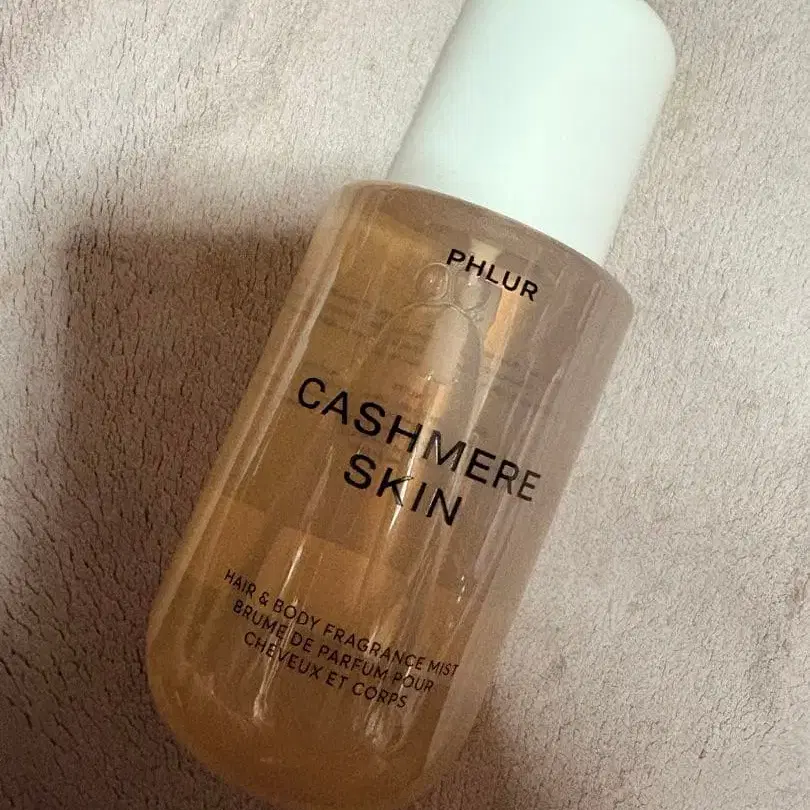 PHLUR
CASHMERE
SKIN
HAIR & BODY FRAGRANCE MIST
BRUME DE PARFUM POUR
CHEVEUX ET CORPS